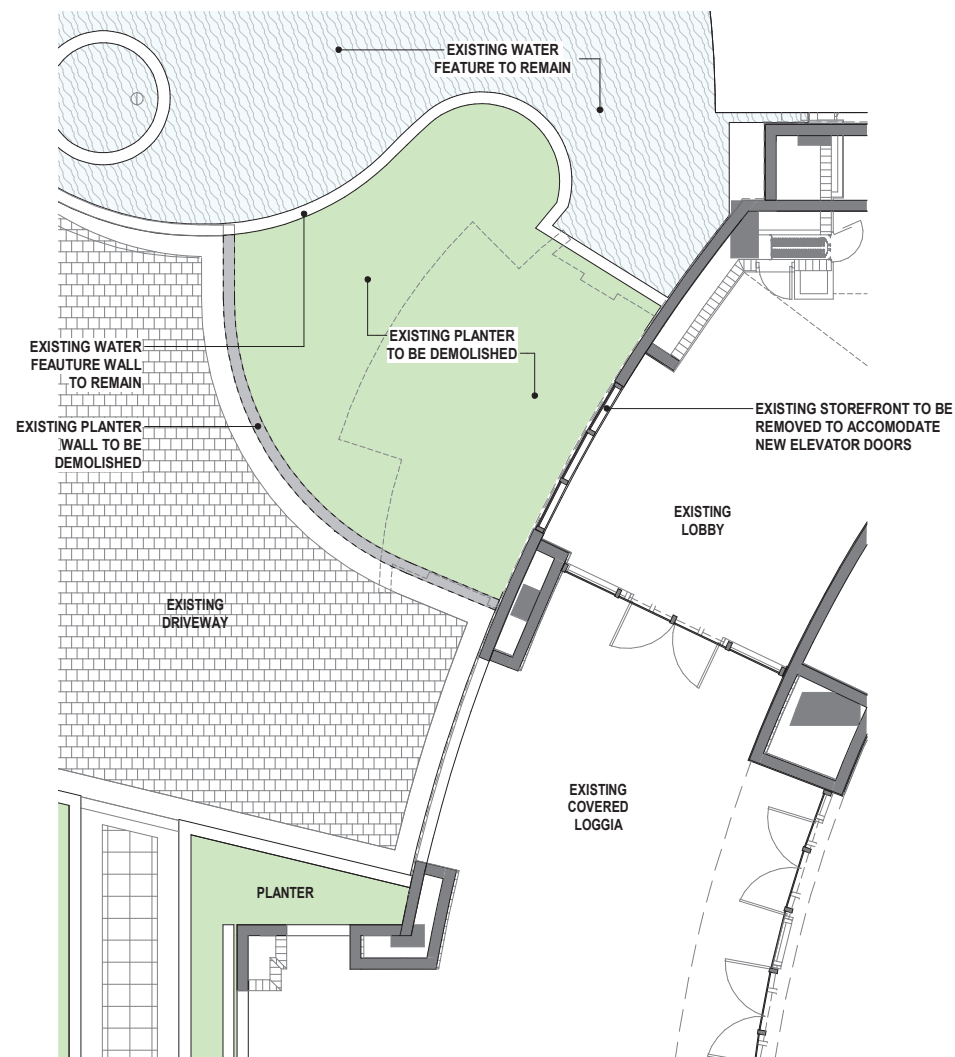 EXISTING WATER
FEATURE TO REMAIN
EXISTING WATER
FEAUTURE WALL
TO REMAIN
EXISTING PLANTER
TO BE DEMOLISHED
EXISTING PLANTER
WALL TO BE
DEMOLISHED
EXISTING STOREFRONT TO BE
REMOVED TO ACCOMODATE
NEW ELEVATOR DOORS
EXISTING
LOBBY
EXISTING
DRIVEWAY
EXISTING
COVERED
LOGGIA
PLANTER